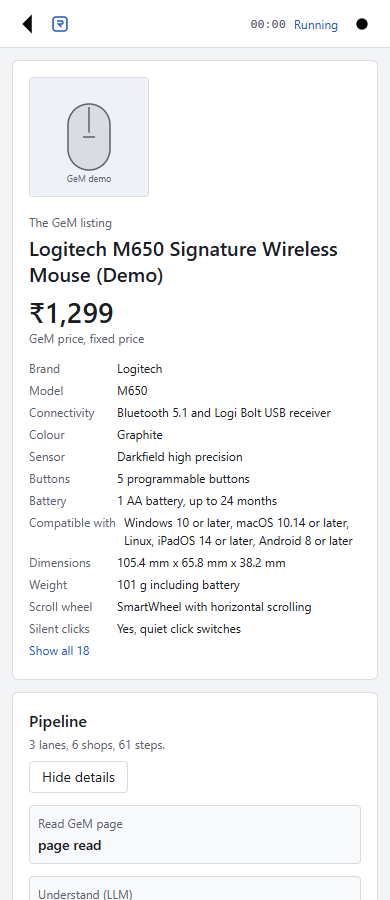 00:00 Running
GeM demo
The GeM listing
Logitech M650 Signature Wireless
Mouse (Demo)
₹1,299
GeM price, fixed price
Brand Logitech
Model M650
Connectivity Bluetooth 5.1 and Logi Bolt USB receiver
Colour Graphite
Sensor Darkfield high precision
Buttons 5 programmable buttons
Battery 1 AA battery, up to 24 months
Compatible with Windows 10 or later, macOS 10.14 or later,
Linux, iPadOS 14 or later, Android 8 or later
Dimensions 105.4 mm x 65.8 mm x 38.2 mm
Weight 101 g including battery
Scroll wheel SmartWheel with horizontal scrolling
Silent clicks Yes, quiet click switches
Show all 18
Pipeline
3 lanes, 6 shops, 61 steps.
Hide details
Read GeM page
page read
Understand (LLM)